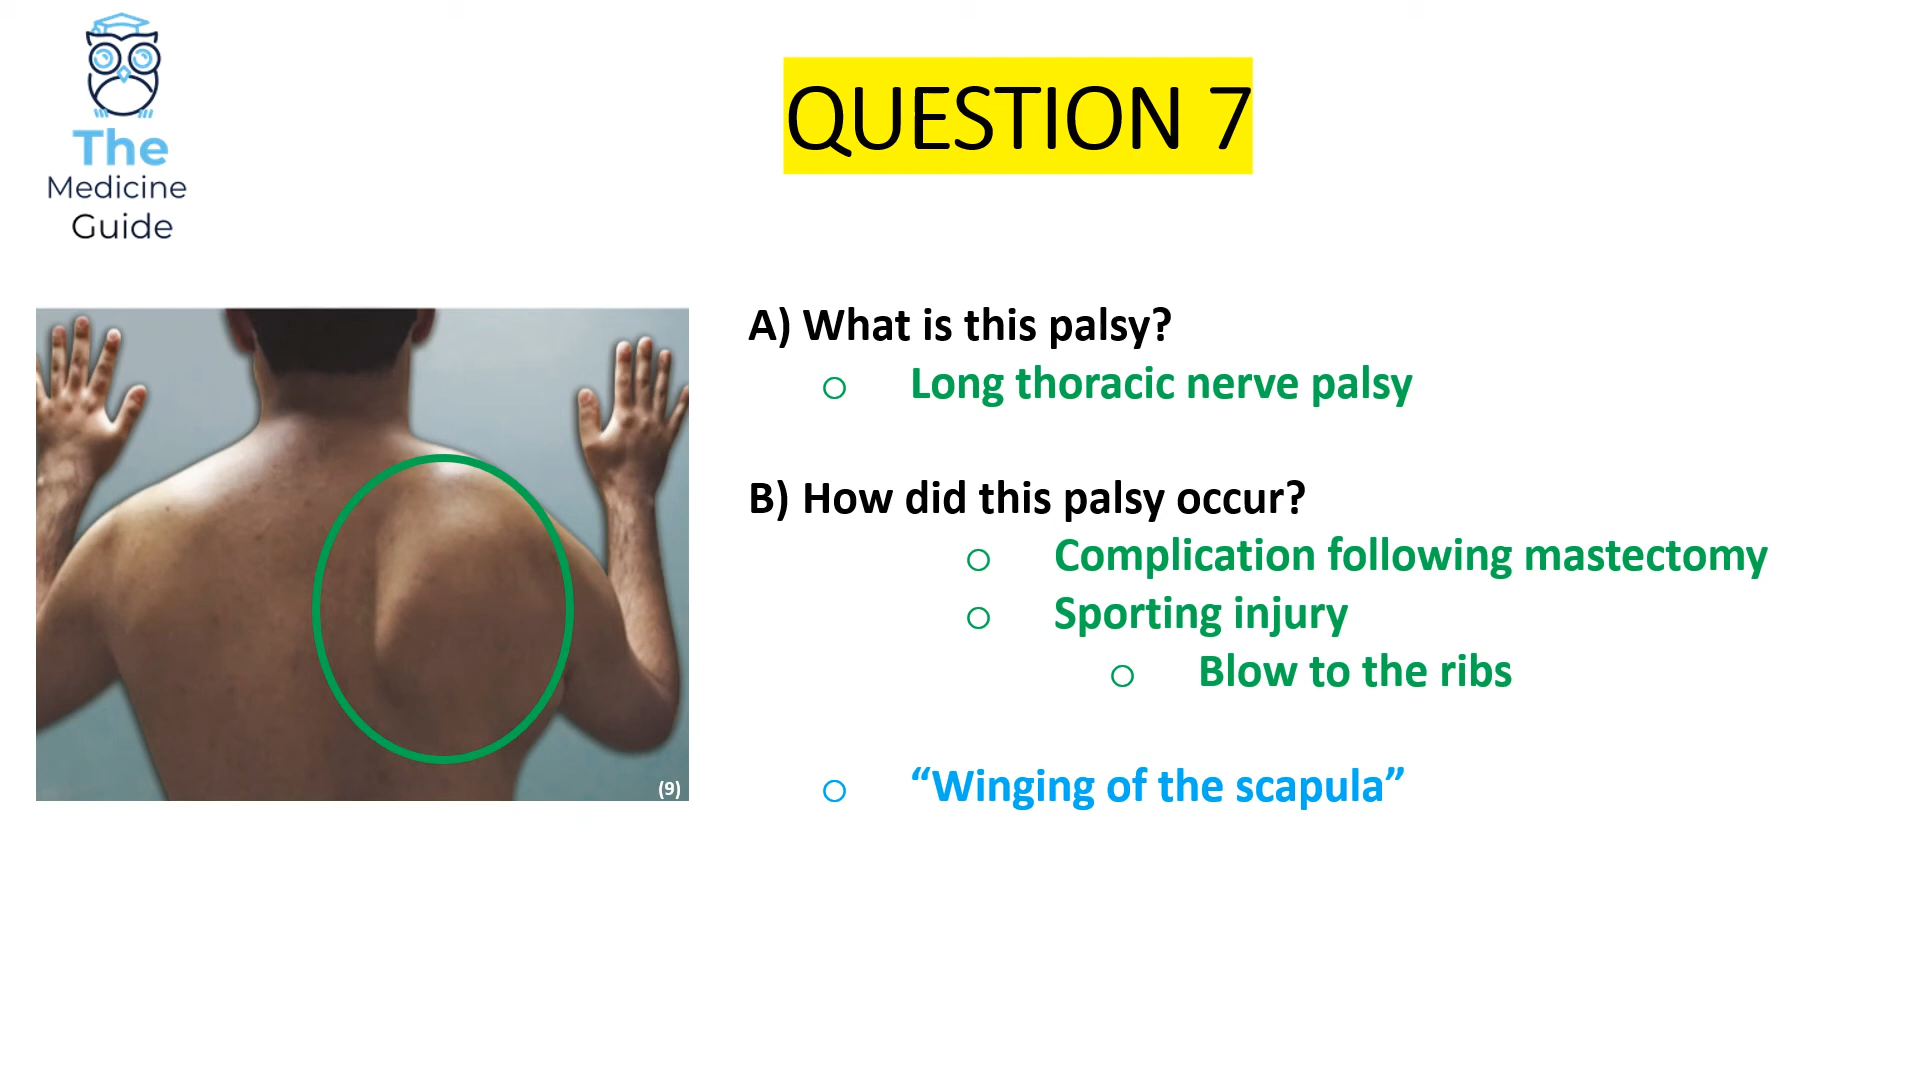 The
Medicine
Guide
QUESTION 7
A) What is this palsy?
o Long thoracic nerve palsy
B) How did this palsy occur?
o Complication following mastectomy
o Sporting injury
o Blow to the ribs
o “Winging of the scapula”
(9)